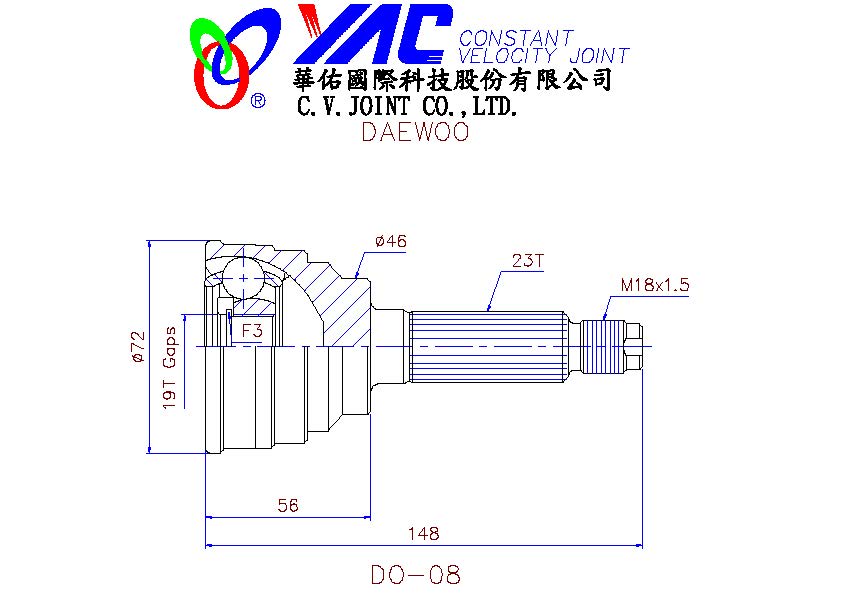 YAC CONSTANT
VELOCITY JOINT
®
華佑國際科技股份有限公司
C.V.JOINT CO.,LTD.
DAEWOO
ø46
23T
M18x1.5
F3
ø72
19T Gaps
56
148
DO-08